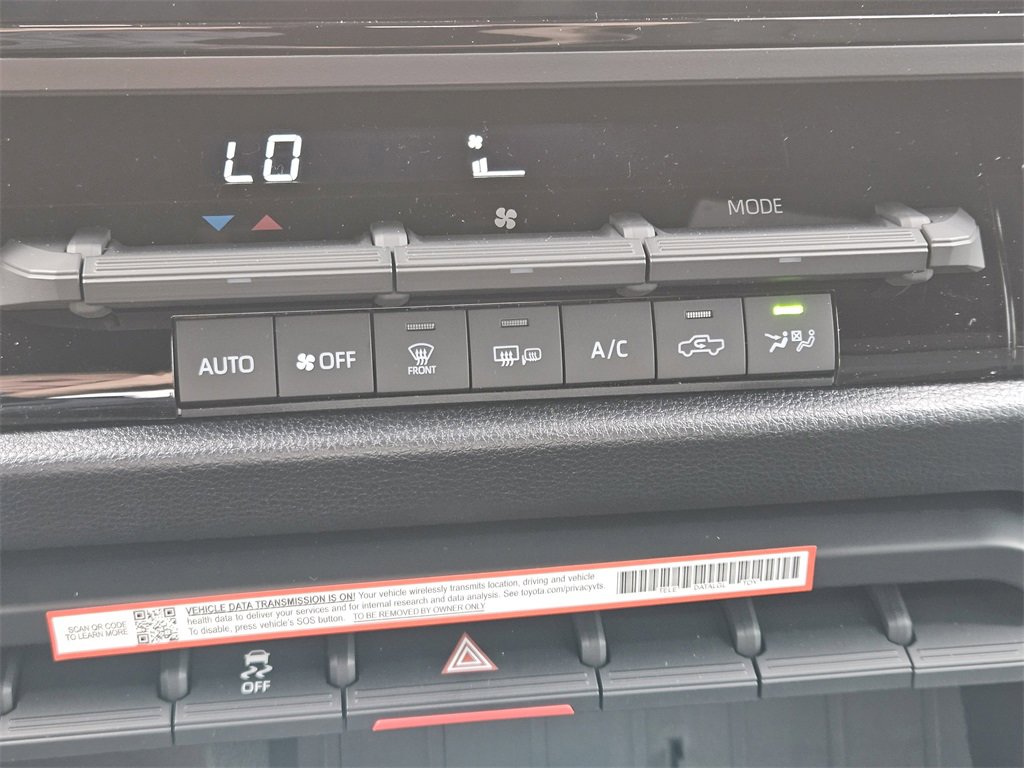 LO
MODE
AUTO
OFF
FRONT
A/C
SCAN QR CODE
TO LEARN MORE
VEHICLE DATA TRANSMISSION IS ON! Your vehicle wirelessly transmits location, driving and vehicle
health data to deliver your services and for internal research and data analysis. See toyota.com/privacyvts.
To disable, press vehicle's SOS button. TO BE REMOVED BY OWNER ONLY
OFF